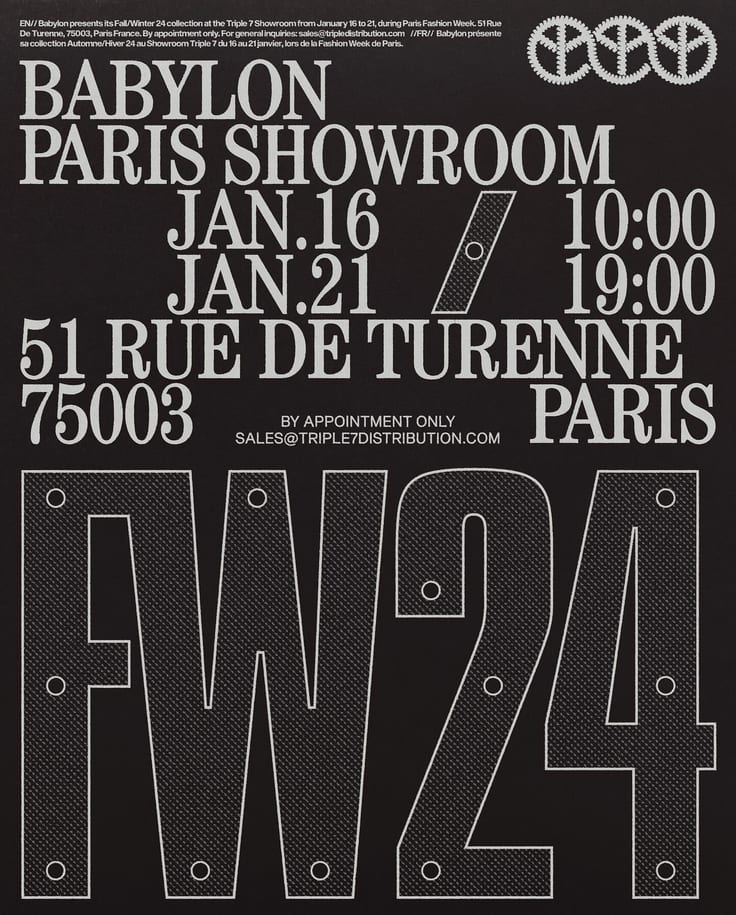 EN// Babylon presents its Fall/Winter 24 collection at the Triple 7 Showroom from January 16 to 21, during Paris Fashion Week. 51 Rue
De Turenne, 75003, Paris France. By appointment only. For general inquiries: sales@tripledistribution.com //FR// Babylon présente
sa collection Automne/Hiver 24 au Showroom Triple 7 du 16 au 21 janvier, lors de la Fashion Week de Paris.
BABYLON
PARIS SHOWROOM
JAN.16 / 10:00
JAN.21 19:00
51 RUE DE TURENNE
75003 PARIS
BY APPOINTMENT ONLY
SALES@TRIPLE7DISTRIBUTION.COM
FW24